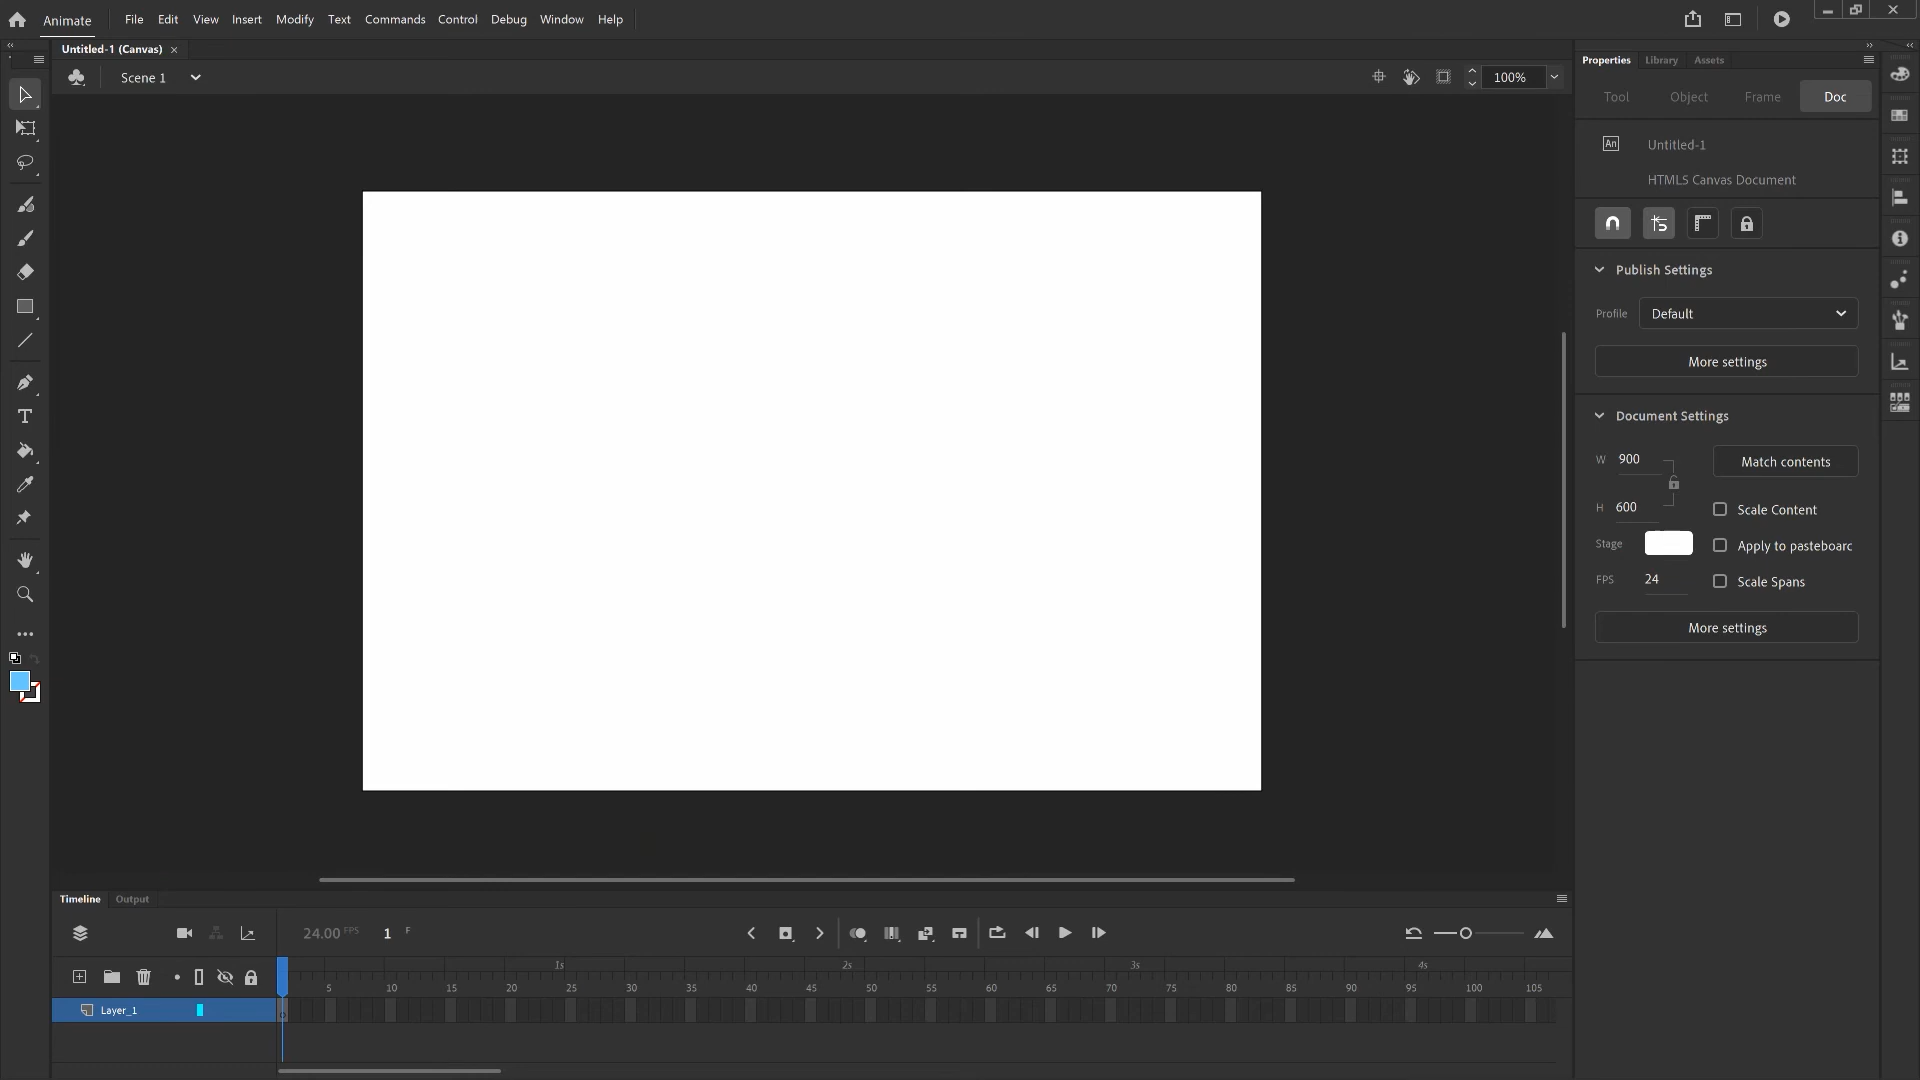 Animate File Edit View Insert Modify Text Commands Control Debug Window Help
Untitled-1 (Canvas)
Scene 1 100%
Properties Library Assets
Tool Object Frame Doc
An Untitled-1
HTML5 Canvas Document
Publish Settings
Profile Default
More settings
Document Settings
W 900 Match contents
H 600 Scale Content
Stage Apply to pasteboarc
FPS 24 Scale Spans
More settings
Timeline Output
24.00 FPS 1 F
1s 2s 3s 4s
5 10 15 20 25 30 35 40 45 50 55 60 65 70 75 80 85 90 95 100 105
Layer_1